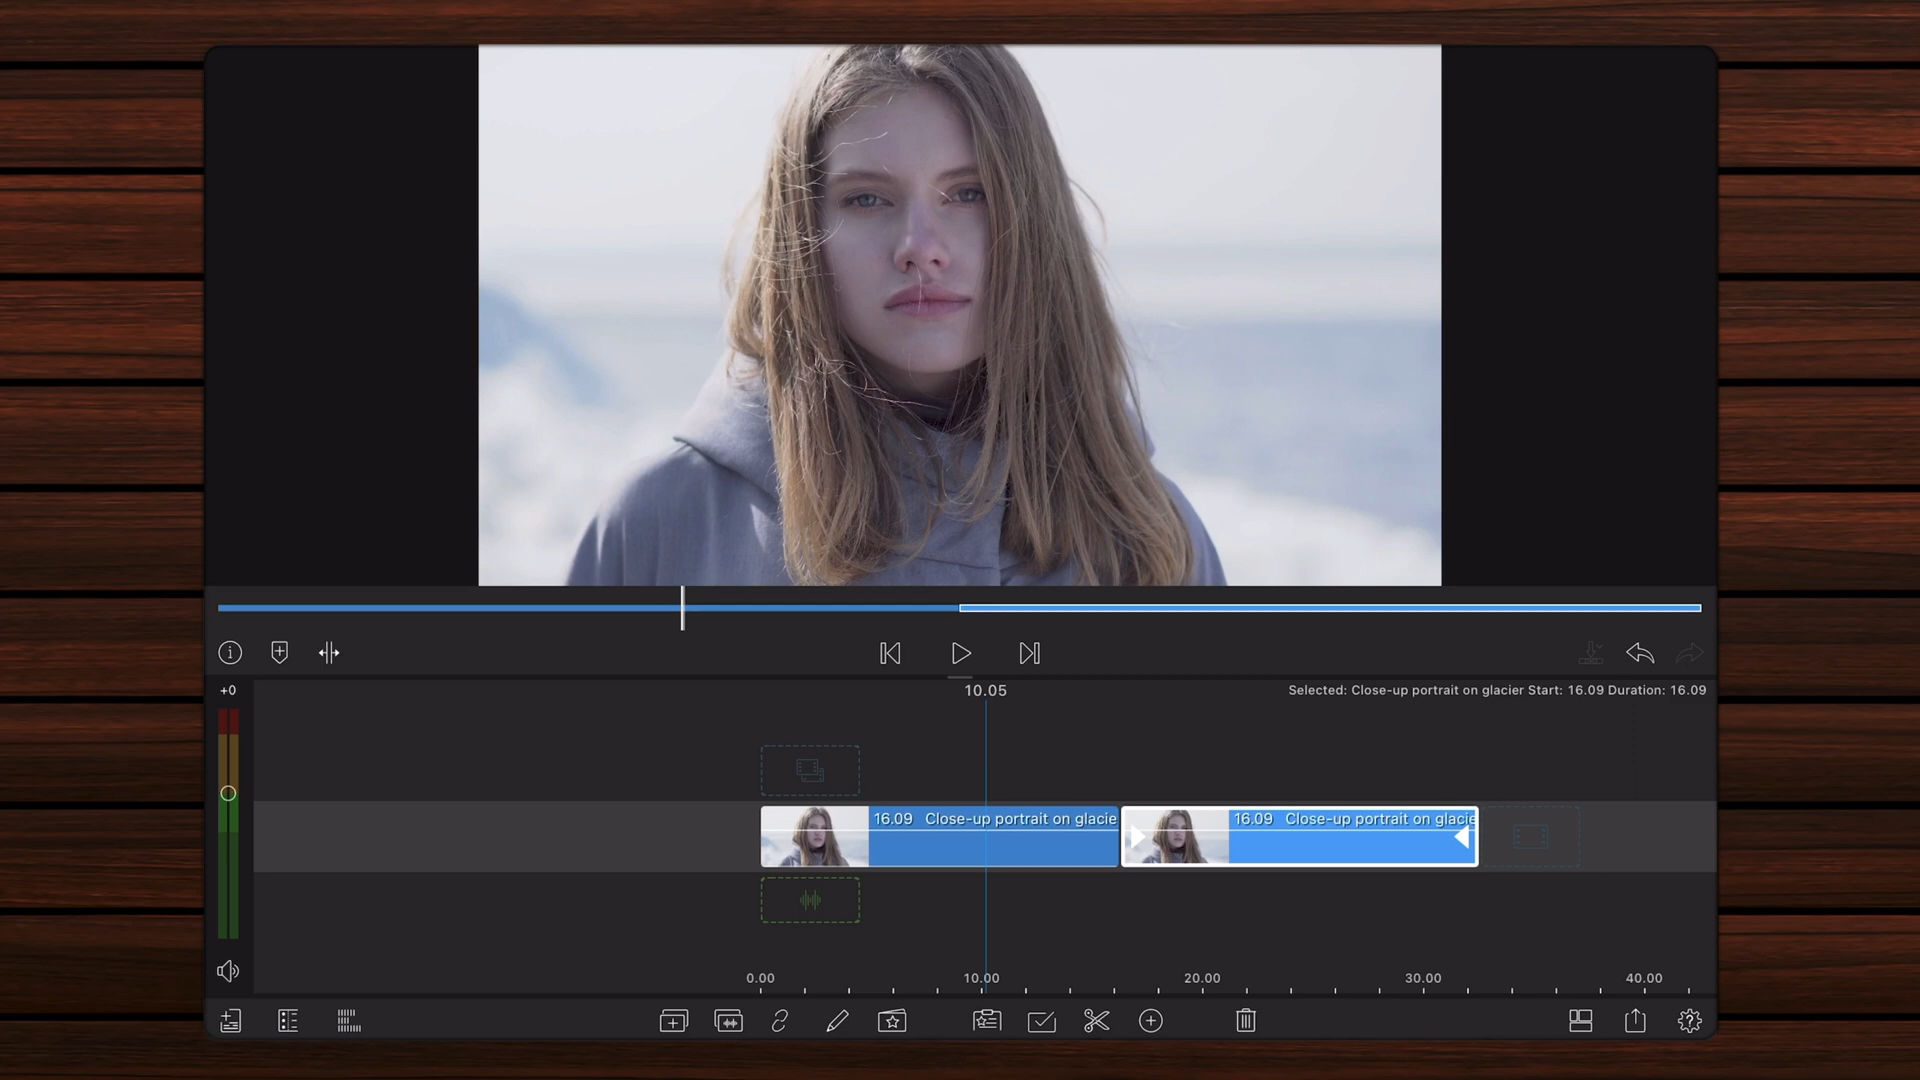 +0
10.05
Selected: Close-up portrait on glacier Start: 16.09 Duration: 16.09
16.09 Close-up portrait on glacie
16.09 Close-up portrait on glacie
0.00 10.00 20.00 30.00 40.00